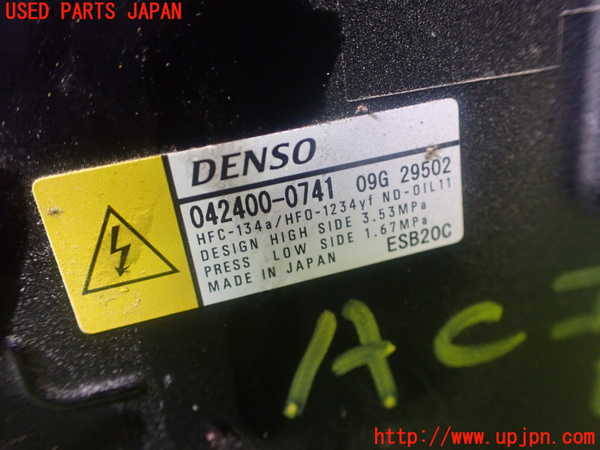 USED PARTS JAPAN
DENSO
042400-0741 09G 29502
HFC-134a/HFO-1234yf ND-OIL11
DESIGN HIGH SIDE 3.53MPa
PRESS LOW SIDE 1.67MPa
MADE IN JAPAN ESB20C
AC
http://www.upjpn.com/